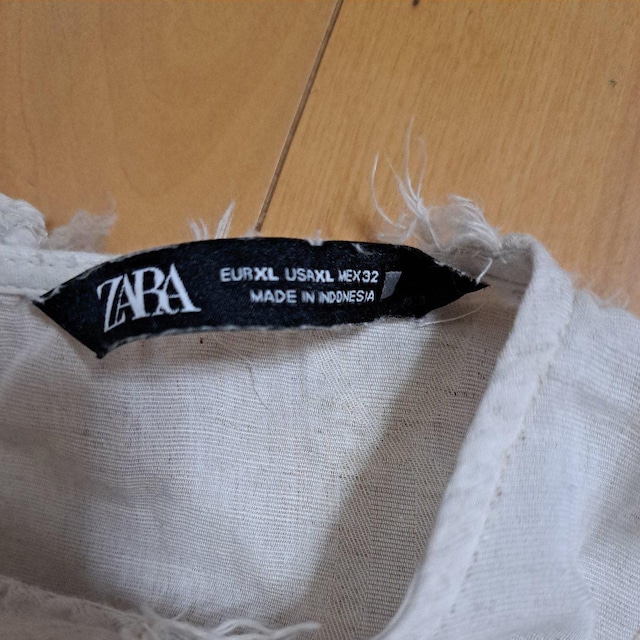 ZARA
EUR XL USA XL MEX 32
MADE IN INDONESIA